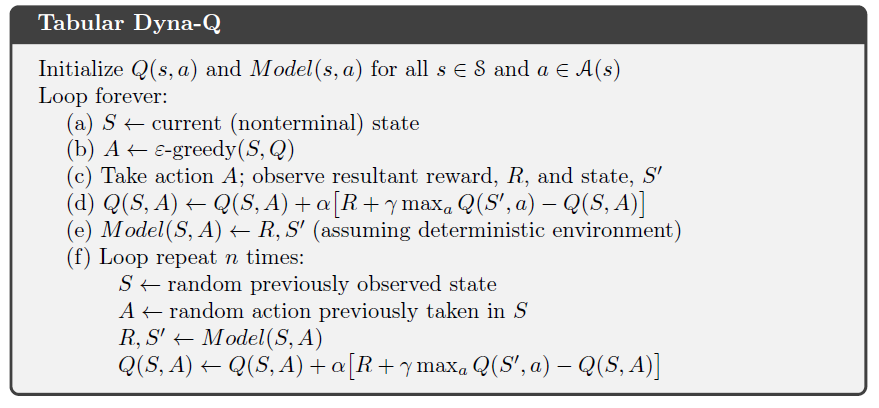 Tabular Dyna-Q
Initialize Q(s, a) and Model(s, a) for all s ∈ 𝒮 and a ∈ 𝒜(s)
Loop forever:
(a) S ← current (nonterminal) state
(b) A ← ε-greedy(S, Q)
(c) Take action A; observe resultant reward, R, and state, S′
(d) Q(S, A) ← Q(S, A) + α[R + γ maxₐ Q(S′, a) − Q(S, A)]
(e) Model(S, A) ← R, S′ (assuming deterministic environment)
(f) Loop repeat n times:
S ← random previously observed state
A ← random action previously taken in S
R, S′ ← Model(S, A)
Q(S, A) ← Q(S, A) + α[R + γ maxₐ Q(S′, a) − Q(S, A)]